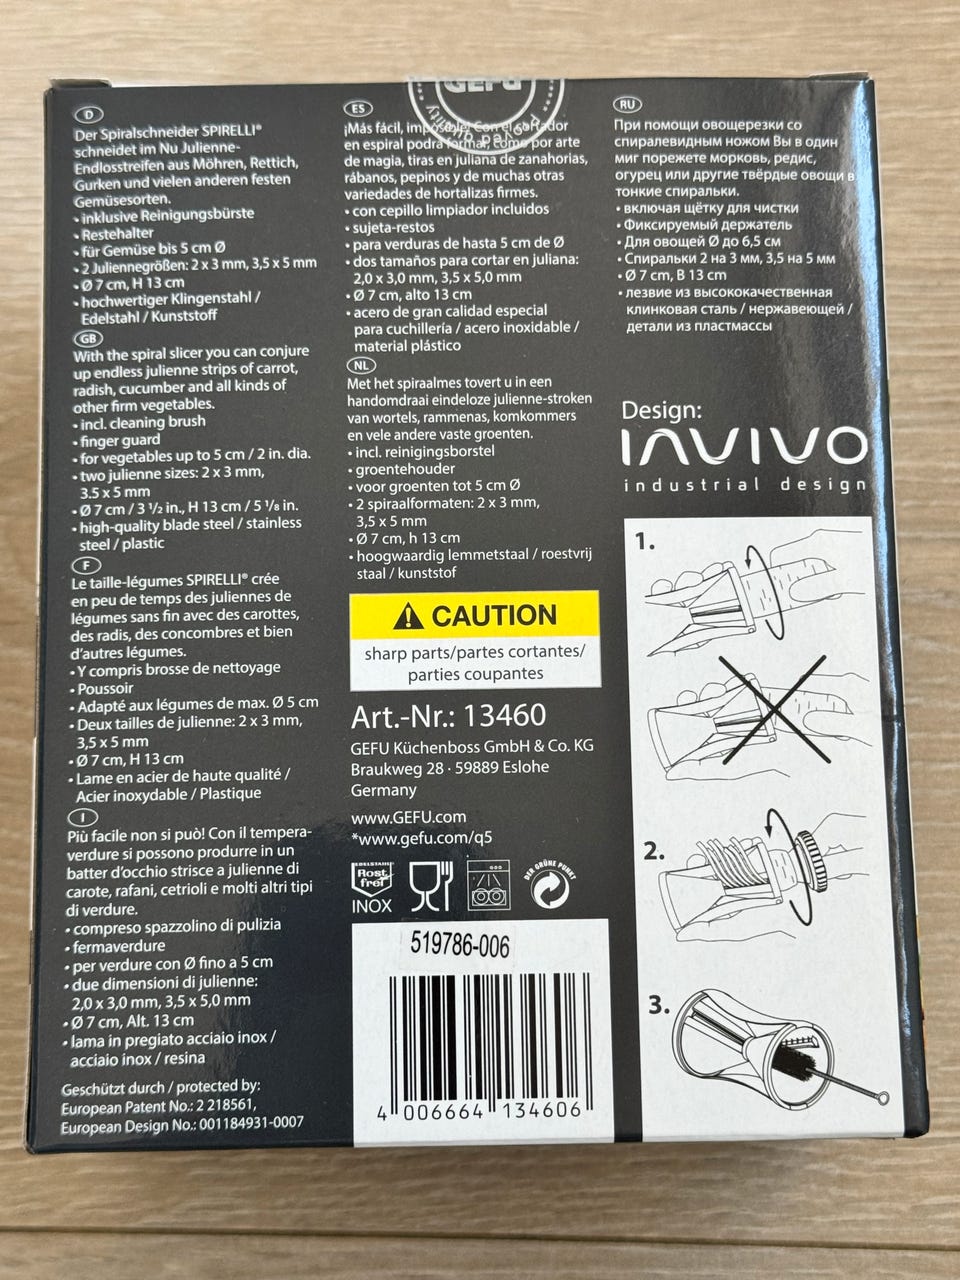 D
Der Spiralschneider SPIRELLI®
schneidet im Nu Julienne-
Endlosstreifen aus Möhren, Rettich,
Gurken und vielen anderen festen
Gemüsesorten.
• inklusive Reinigungsbürste
• Restehalter
• für Gemüse bis 5 cm Ø
• 2 Juliennegrößen: 2 x 3 mm, 3,5 x 5 mm
• Ø 7 cm, H 13 cm
• hochwertiger Klingenstahl /
Edelstahl / Kunststoff
GB
With the spiral slicer you can conjure
up endless julienne strips of carrot,
radish, cucumber and all kinds of
other firm vegetables.
• incl. cleaning brush
• finger guard
• for vegetables up to 5 cm / 2 in. dia.
• two julienne sizes: 2 x 3 mm,
3.5 x 5 mm
• Ø 7 cm / 3 1/2 in., H 13 cm / 5 1/8 in.
• high-quality blade steel / stainless
steel / plastic
F
Le taille-légumes SPIRELLI® crée
en peu de temps des juliennes de
légumes sans fin avec des carottes,
des radis, des concombres et bien
d'autres légumes.
• Y compris brosse de nettoyage
• Poussoir
• Adapté aux légumes de max. Ø 5 cm
• Deux tailles de julienne: 2 x 3 mm,
3,5 x 5 mm
• Ø 7 cm, H 13 cm
• Lame en acier de haute qualité /
Acier inoxydable / Plastique
I
Più facile non si può! Con il tempera-
verdure si possono produrre in un
batter d'occhio strisce a julienne di
carote, rafani, cetrioli e molti altri tipi
di verdure.
• compreso spazzolino di pulizia
• fermaverdure
• per verdure con Ø fino a 5 cm
• due dimensioni di julienne:
2,0 x 3,0 mm, 3,5 x 5,0 mm
• Ø 7 cm, Alt. 13 cm
• lama in pregiato acciaio inox /
acciaio inox / resina
Geschützt durch / protected by:
European Patent No.: 2 218561,
European Design No.: 001184931-0007
GEFU
ES
¡Más fácil, imposible! Con el cortador
en espiral podrá formar, como por arte
de magia, tiras en juliana de zanahorias,
rábanos, pepinos y de muchas otras
variedades de hortalizas firmes.
• con cepillo limpiador incluidos
• sujeta-restos
• para verduras de hasta 5 cm de Ø
• dos tamaños para cortar en juliana:
2,0 x 3,0 mm, 3,5 x 5,0 mm
• Ø 7 cm, alto 13 cm
• acero de gran calidad especial
para cuchillería / acero inoxidable /
material plástico
NL
Met het spiraalmes tovert u in een
handomdraai eindeloze julienne-stroken
van wortels, rammenas, komkommers
en vele andere vaste groenten.
• incl. reinigingsborstel
• groentehouder
• voor groenten tot 5 cm Ø
• 2 spiraalformaten: 2 x 3 mm,
3,5 x 5 mm
• Ø 7 cm, h 13 cm
• hoogwaardig lemmetstaal / roestvrij
staal / kunststof
CAUTION
sharp parts/partes cortantes/
parties coupantes
Art.-Nr.: 13460
GEFU Küchenboss GmbH & Co. KG
Braukweg 28 · 59889 Eslohe
Germany
www.GEFU.com
*www.gefu.com/q5
EDELSTAHL
Rost
frei
INOX
DER GRÜNE PUNKT
519786-006
4 006664 134606
RU
При помощи овощерезки со
спиралевидным ножом Вы в один
миг порежете морковь, редис,
огурец или другие твёрдые овощи в
тонкие спиральки.
• включая щётку для чистки
• Фиксируемый держатель
• Для овощей Ø до 6,5 см
• Спиральки 2 на 3 мм, 3,5 на 5 мм
• Ø 7 cm, В 13 cm
• лезвие из высококачественная
клинковая сталь / нержавеющей /
детали из пластмассы
Design:
INVIVO
industrial design
1.
2.
3.